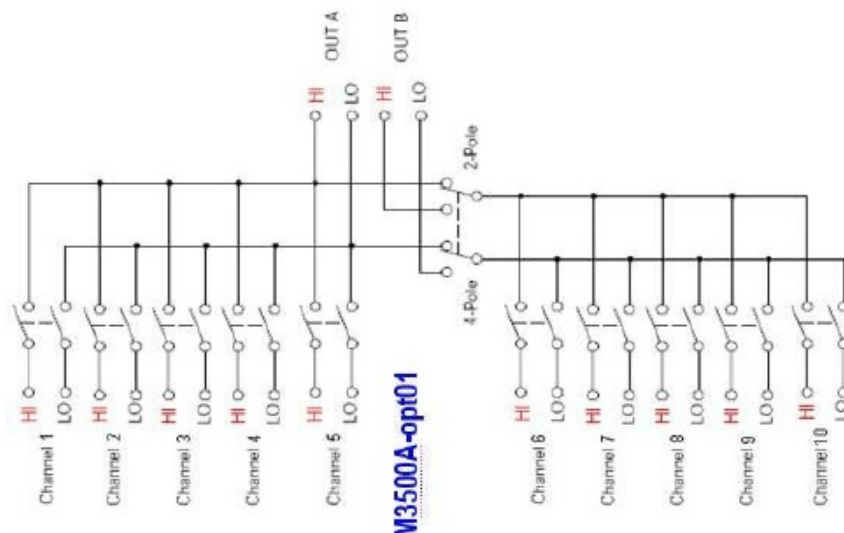 OUT A
OUT B
HI
LO
HI
LO
2-Pole
4-Pole
HI
LO
HI
LO
HI
LO
HI
LO
HI
LO
HI
LO
HI
LO
HI
LO
HI
LO
HI
LO
Channel 1
Channel 2
Channel 3
Channel 4
Channel 5
Channel 6
Channel 7
Channel 8
Channel 9
Channel 10
M3500A-opt01